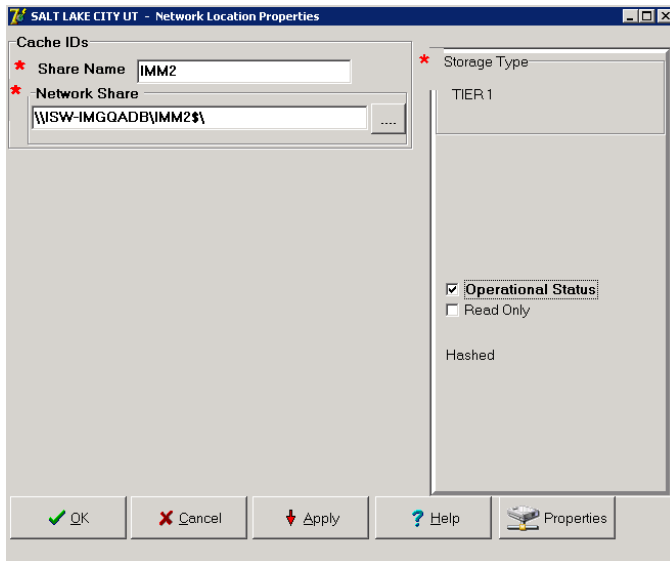 SALT LAKE CITY UT - Network Location Properties
Cache IDs
* Share Name IMM2
* Network Share
\\ISW-IMGQADB\IMM2$\ ....
* Storage Type
TIER 1
Operational Status
Read Only
Hashed
OK Cancel Apply ? Help Properties